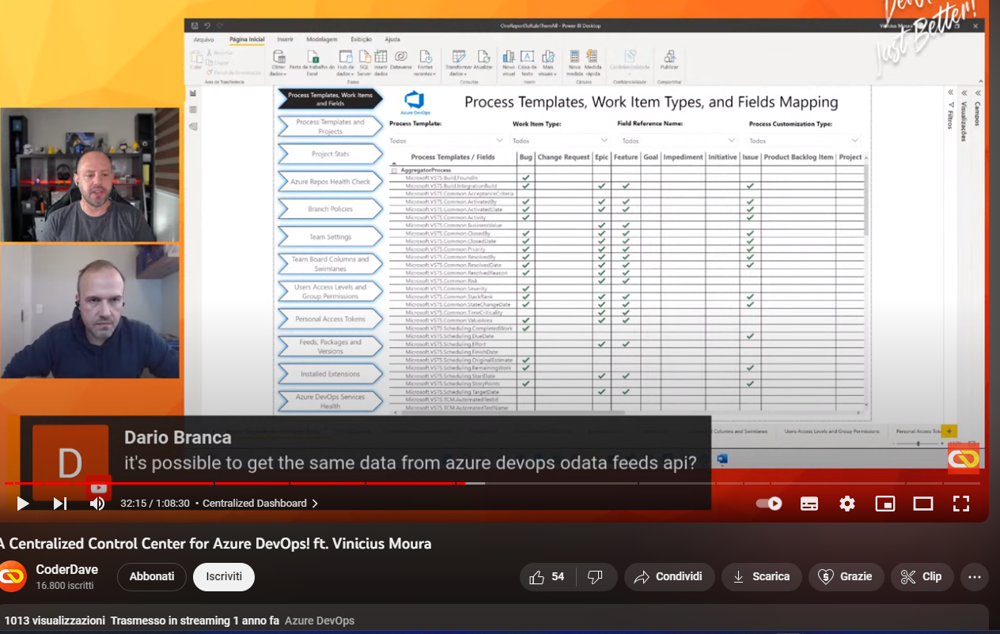 Dev
Just Better!
OneReportToRuleThemAll - Power BI Desktop
Vinicius Moura
Arquivo
Página Inicial
Inserir
Modelagem
Exibição
Ajuda
Colar
Recortar
Copiar
Obter dados
Pasta de trabalho do Excel
Hub de dados
SQL Server
Inserir dados
Dataverse
Fontes recentes
Transformar dados
Atualizar
Novo visual
Caixa de texto
Mais visuais
Nova medida
Medida rápida
Confidencialidade
Publicar
Área de Transferência
Dados
Consultas
Inserir
Cálculos
Confidencialidade
Compartilhar
Process Templates, Work Items and Fields
Process Templates and Projects
Project Stats
Azure Repos Health Check
Branch Policies
Team Settings
Team Board Columns and Swimlanes
Users Access Levels and Group Permissions
Personal Access Tokens
Feeds, Packages and Versions
Installed Extensions
Azure DevOps Services Health
Azure DevOps
Process Templates, Work Item Types, and Fields Mapping
Process Template:
Work Item Type:
Field Reference Name:
Process Customization Type:
Todos
Todos
Todos
Todos
Process Templates / Fields
Bug
Change Request
Epic
Feature
Goal
Impediment
Initiative
Issue
Product Backlog Item
Project
AggregatorProcess
Microsoft.VSTS.Build.FoundIn
Microsoft.VSTS.Build.IntegrationBuild
Microsoft.VSTS.Common.AcceptanceCriteria
Microsoft.VSTS.Common.ActivatedBy
Microsoft.VSTS.Common.ActivatedDate
Microsoft.VSTS.Common.Activity
Microsoft.VSTS.Common.BusinessValue
Microsoft.VSTS.Common.ClosedBy
Microsoft.VSTS.Common.ClosedDate
Microsoft.VSTS.Common.Priority
Microsoft.VSTS.Common.ResolvedBy
Microsoft.VSTS.Common.ResolvedDate
Microsoft.VSTS.Common.ResolvedReason
Microsoft.VSTS.Common.Risk
Microsoft.VSTS.Common.Severity
Microsoft.VSTS.Common.StackRank
Microsoft.VSTS.Common.StateChangeDate
Microsoft.VSTS.Common.TimeCriticality
Microsoft.VSTS.Common.ValueArea
Microsoft.VSTS.Scheduling.CompletedWork
Microsoft.VSTS.Scheduling.DueDate
Microsoft.VSTS.Scheduling.Effort
Microsoft.VSTS.Scheduling.FinishDate
Microsoft.VSTS.Scheduling.OriginalEstimate
Microsoft.VSTS.Scheduling.RemainingWork
Microsoft.VSTS.Scheduling.StartDate
Microsoft.VSTS.Scheduling.StoryPoints
Microsoft.VSTS.Scheduling.TargetDate
Microsoft.VSTS.TCM.AutomatedTestId
Microsoft.VSTS.TCM.AutomatedTestName
Filtros
Visualizações
Campos
Columns and Swimlanes
Users Access Levels and Group Permissions
Personal Access Tok
D
Dario Branca
it's possible to get the same data from azure devops odata feeds api?
32:15 / 1:08:30 • Centralized Dashboard
A Centralized Control Center for Azure DevOps! ft. Vinicius Moura
CoderDave
16.800 iscritti
Abbonati
Iscriviti
54
Condividi
Scarica
Grazie
Clip
1013 visualizzazioni Trasmesso in streaming 1 anno fa Azure DevOps